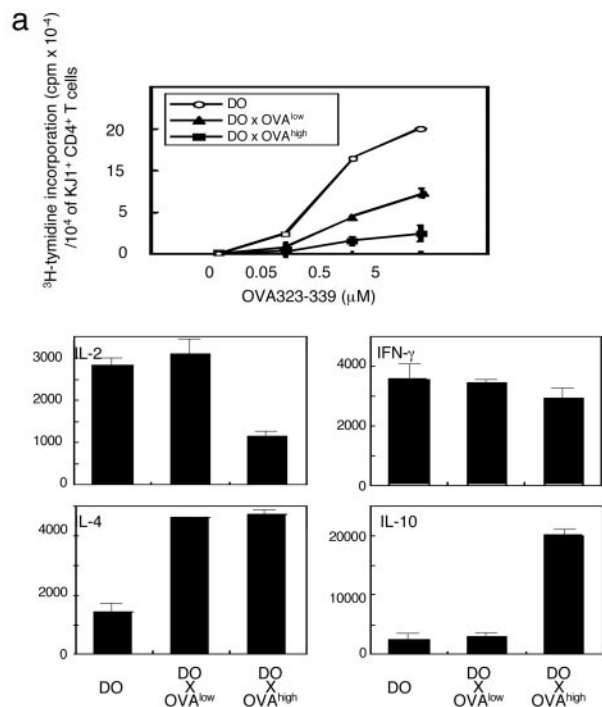 a
³H-tymidine incorporation (cpm x 10⁻⁴)
/10⁴ of KJ1⁺ CD4⁺ T cells
DO
DO x OVAˡᵒʷ
DO x OVAʰⁱᵍʰ
20
15
5
0
0 0.05 0.5 5
OVA323-339 (μM)
IL-2
3000
2000
1000
0
IFN-γ
4000
2000
0
L-4
4000
2000
0
IL-10
20000
10000
0
DO
DO
X
OVAˡᵒʷ
DO
X
OVAʰⁱᵍʰ
DO
DO
X
OVAˡᵒʷ
DO
X
OVAʰⁱᵍʰ